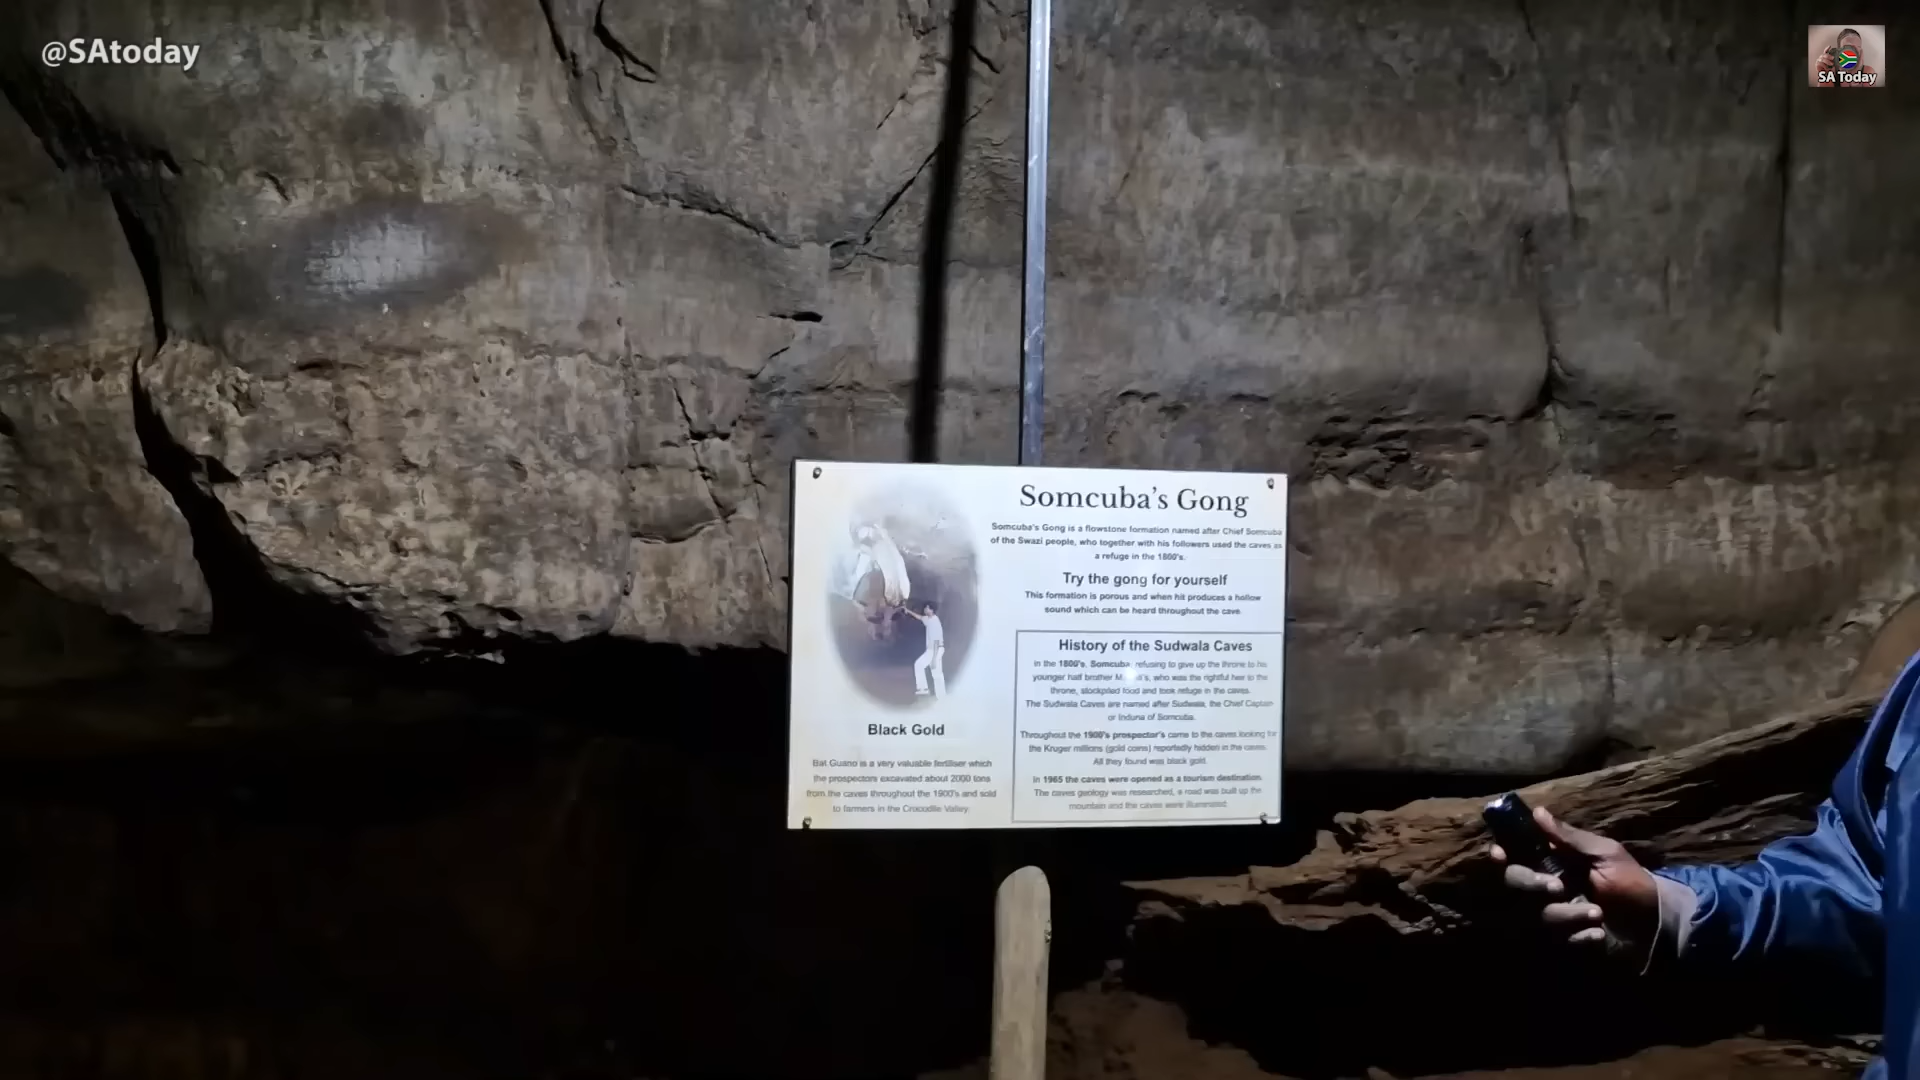 @SAtoday
SA Today
Somcuba's Gong
Somcuba's Gong is a flowstone formation named after Chief Somcuba
of the Swazi people, who together with his followers used the caves as
a refuge in the 1800's.
Try the gong for yourself
This formation is porous and when hit produces a hollow
sound which can be heard throughout the cave.
History of the Sudwala Caves
In the 1800's, Somcuba, refusing to give up the throne to his
younger half brother who was the rightful heir to the
throne, stockpiled food and took refuge in the caves.
The Sudwala Caves are named after Sudwala, the Chief Captain
or Induna of Somcuba.
Throughout the 1900's prospector's came to the caves looking for
the Kruger millions (gold coins) reportedly hidden in the caves.
All they found was black gold.
In 1965 the caves were opened as a tourism destination.
The caves geology was researched, a road was built up the
mountain and the caves were illuminated.
Black Gold
Bat Guano is a very valuable fertiliser which
the prospectors excavated about 2000 tons
from the caves throughout the 1900's and sold
to farmers in the Crocodile Valley.